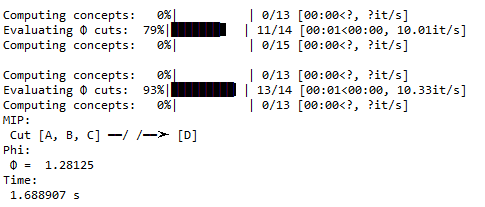 Computing concepts:   0%|          | 0/13 [00:00<?, ?it/s]
Evaluating Φ cuts:  79%|███████▊  | 11/14 [00:01<00:00, 10.01it/s]
Computing concepts:   0%|          | 0/15 [00:00<?, ?it/s]
Computing concepts:   0%|          | 0/13 [00:00<?, ?it/s]
Evaluating Φ cuts:  93%|█████████▎| 13/14 [00:01<00:00, 10.33it/s]
Computing concepts:   0%|          | 0/13 [00:00<?, ?it/s]
MIP:
Cut [A, B, C] ━━/ /━━➤ [D]
Phi:
Φ =  1.28125
Time:
1.688907 s